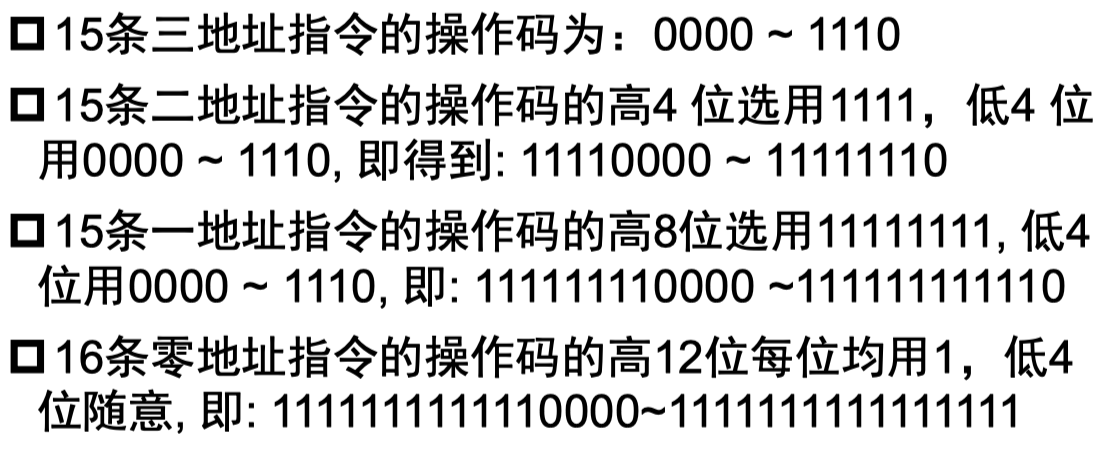 □15条三地址指令的操作码为：0000 ~ 1110
□15条二地址指令的操作码的高4 位选用1111，低4 位
用0000 ~ 1110, 即得到: 11110000 ~ 11111110
□15条一地址指令的操作码的高8位选用11111111, 低4
位用0000 ~ 1110, 即: 111111110000 ~111111111110
□16条零地址指令的操作码的高12位每位均用1，低4
位随意, 即: 1111111111110000~1111111111111111